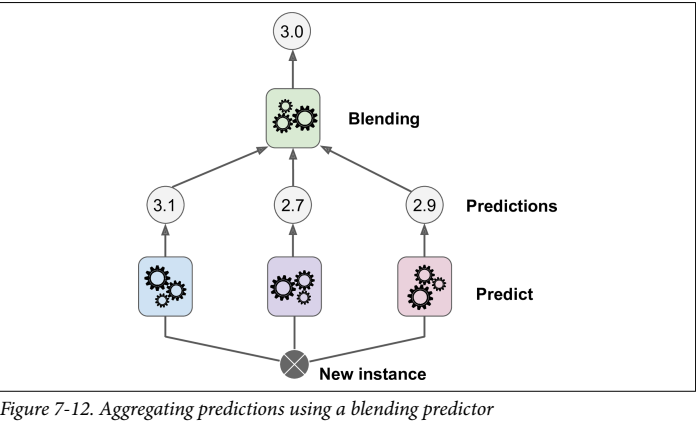 3.0
Blending
3.1 2.7 2.9 Predictions
Predict
New instance
Figure 7-12. Aggregating predictions using a blending predictor